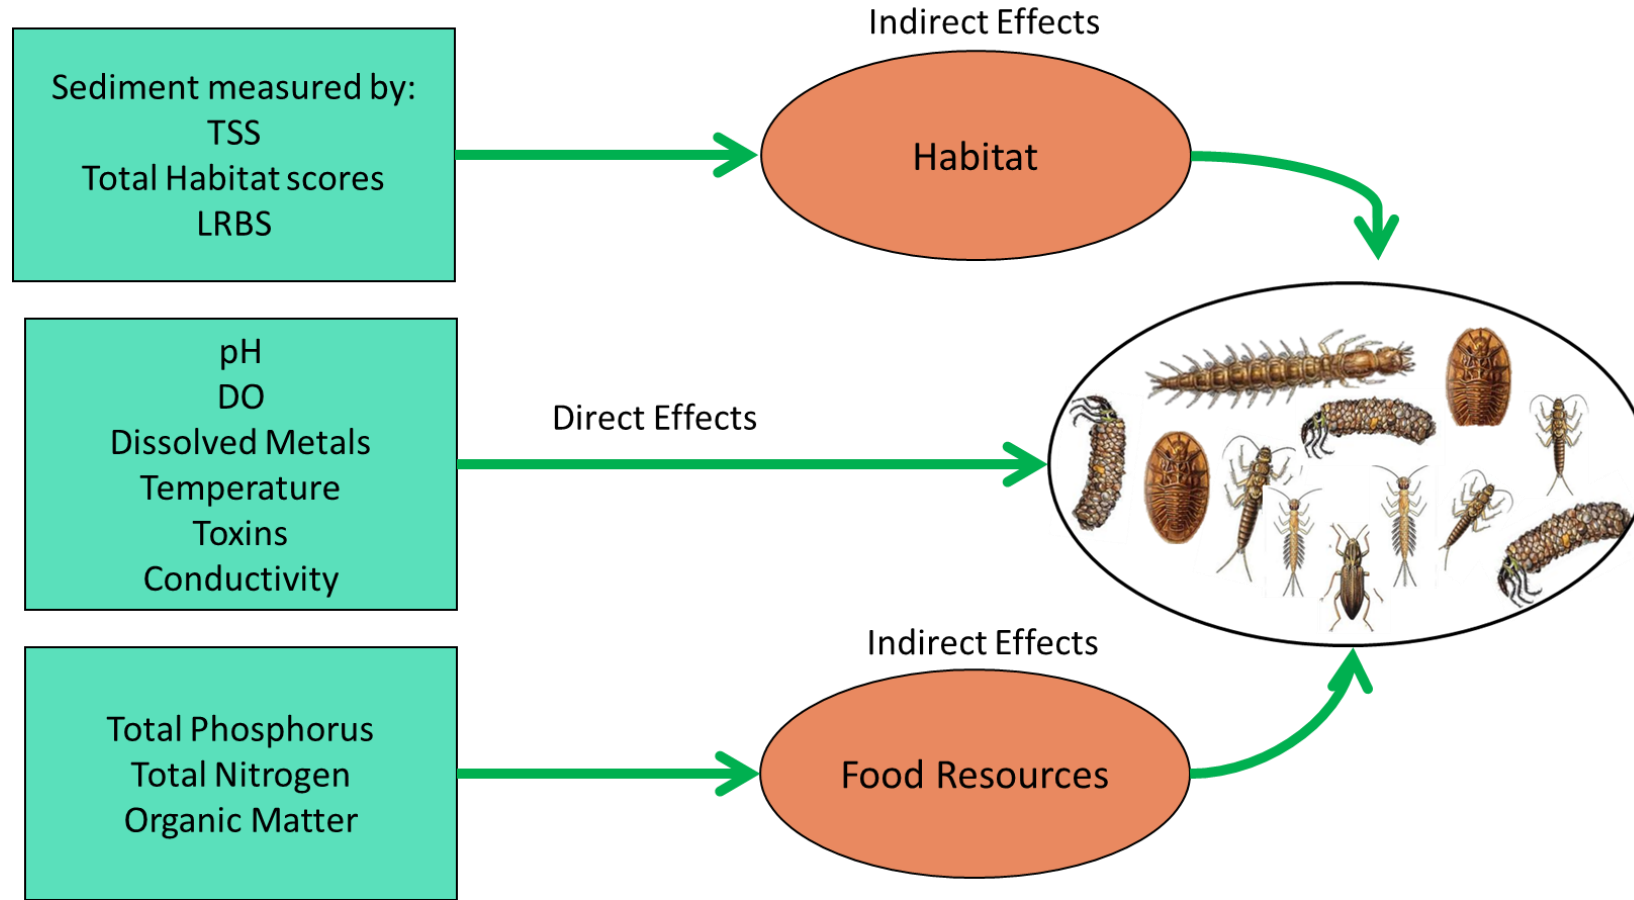 Indirect Effects
Sediment measured by:
TSS
Total Habitat scores
LRBS
Habitat
pH
DO
Dissolved Metals
Temperature
Toxins
Conductivity
Direct Effects
Indirect Effects
Total Phosphorus
Total Nitrogen
Organic Matter
Food Resources